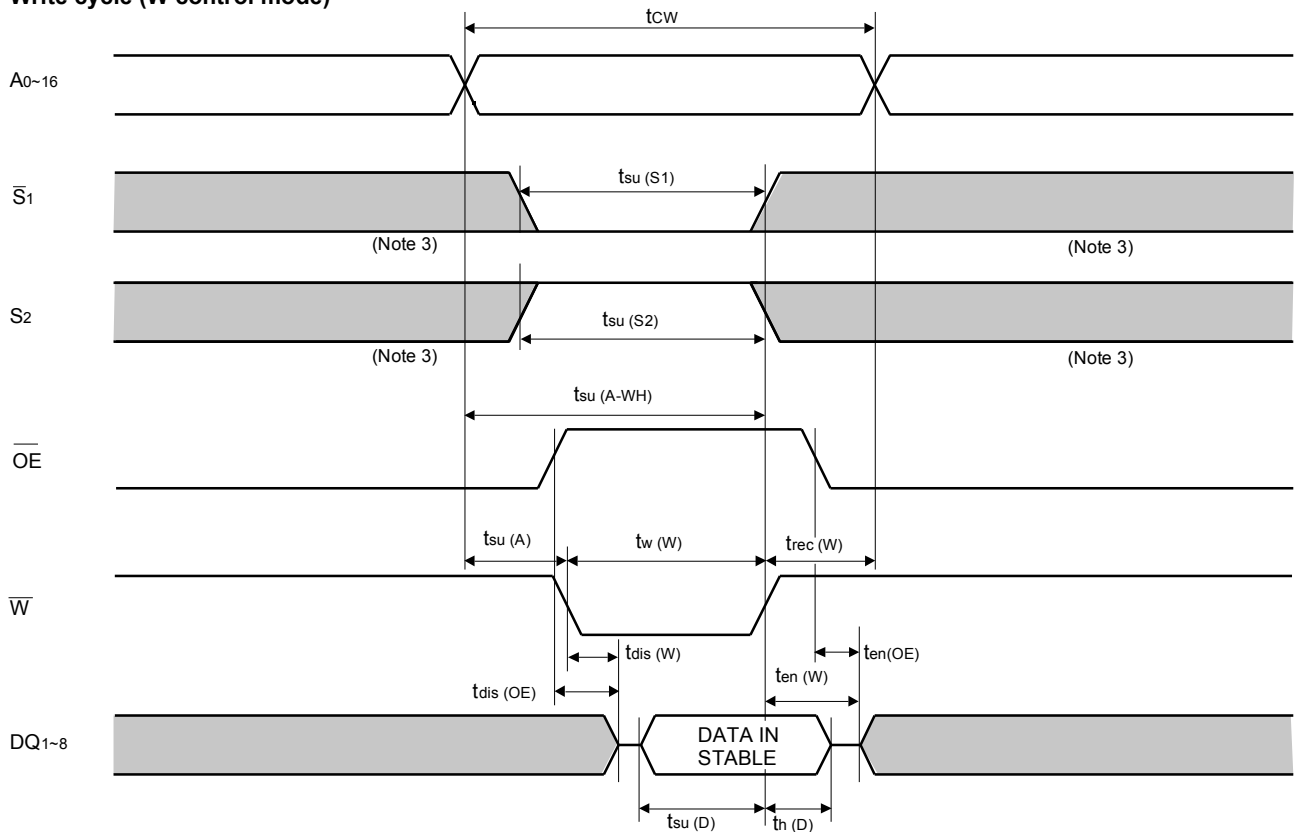 Write cycle (W control mode)
tCW
A0~16
S1
tsu (S1)
(Note 3)
(Note 3)
S2
tsu (S2)
(Note 3)
(Note 3)
tsu (A-WH)
OE
tsu (A)
tw (W)
trec (W)
W
tdis (W)
ten(OE)
tdis (OE)
ten (W)
DQ1~8
DATA IN
STABLE
tsu (D)
th (D)